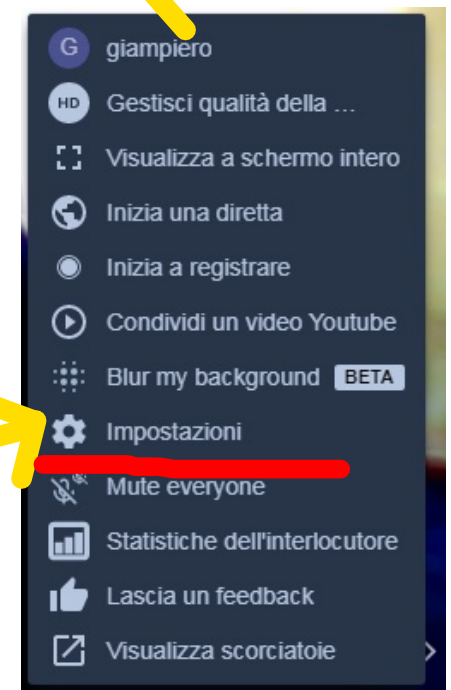 G giampiero
HD Gestisci qualità della ...
Visualizza a schermo intero
Inizia una diretta
Inizia a registrare
Condividi un video Youtube
Blur my background BETA
Impostazioni
Mute everyone
Statistiche dell'interlocutore
Lascia un feedback
Visualizza scorciatoie